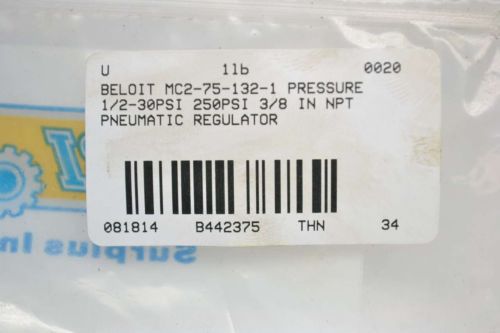 U 1lb 0020
BELOIT MC2-75-132-1 PRESSURE
1/2-30PSI 250PSI 3/8 IN NPT
PNEUMATIC REGULATOR
081814 B442375 THN 34
Surplus In